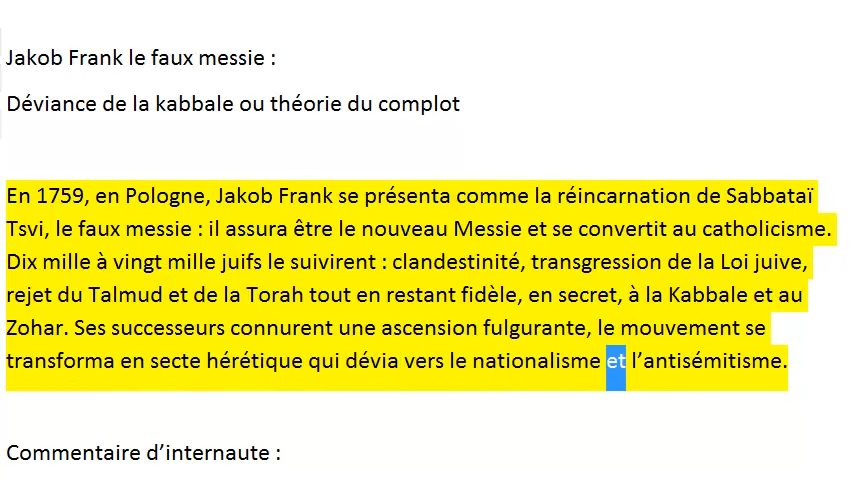 Jakob Frank le faux messie :
Déviance de la kabbale ou théorie du complot
En 1759, en Pologne, Jakob Frank se présenta comme la réincarnation de Sabbataï
Tsvi, le faux messie : il assura être le nouveau Messie et se convertit au catholicisme.
Dix mille à vingt mille juifs le suivirent : clandestinité, transgression de la Loi juive,
rejet du Talmud et de la Torah tout en restant fidèle, en secret, à la Kabbale et au
Zohar. Ses successeurs connurent une ascension fulgurante, le mouvement se
transforma en secte hérétique qui dévia vers le nationalisme et l’antisémitisme.
Commentaire d’internaute :